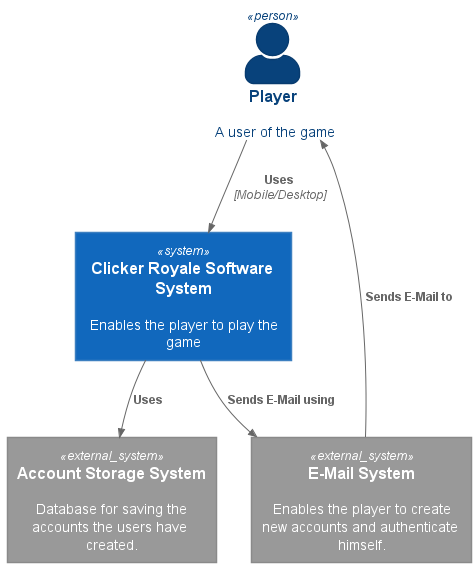 «person»
Player
A user of the game
Uses
[Mobile/Desktop]
«system»
Clicker Royale Software
System
Enables the player to play the
game
Sends E-Mail to
Uses
Sends E-Mail using
«external_system»
Account Storage System
Database for saving the
accounts the users have
created.
«external_system»
E-Mail System
Enables the player to create
new accounts and authenticate
himself.